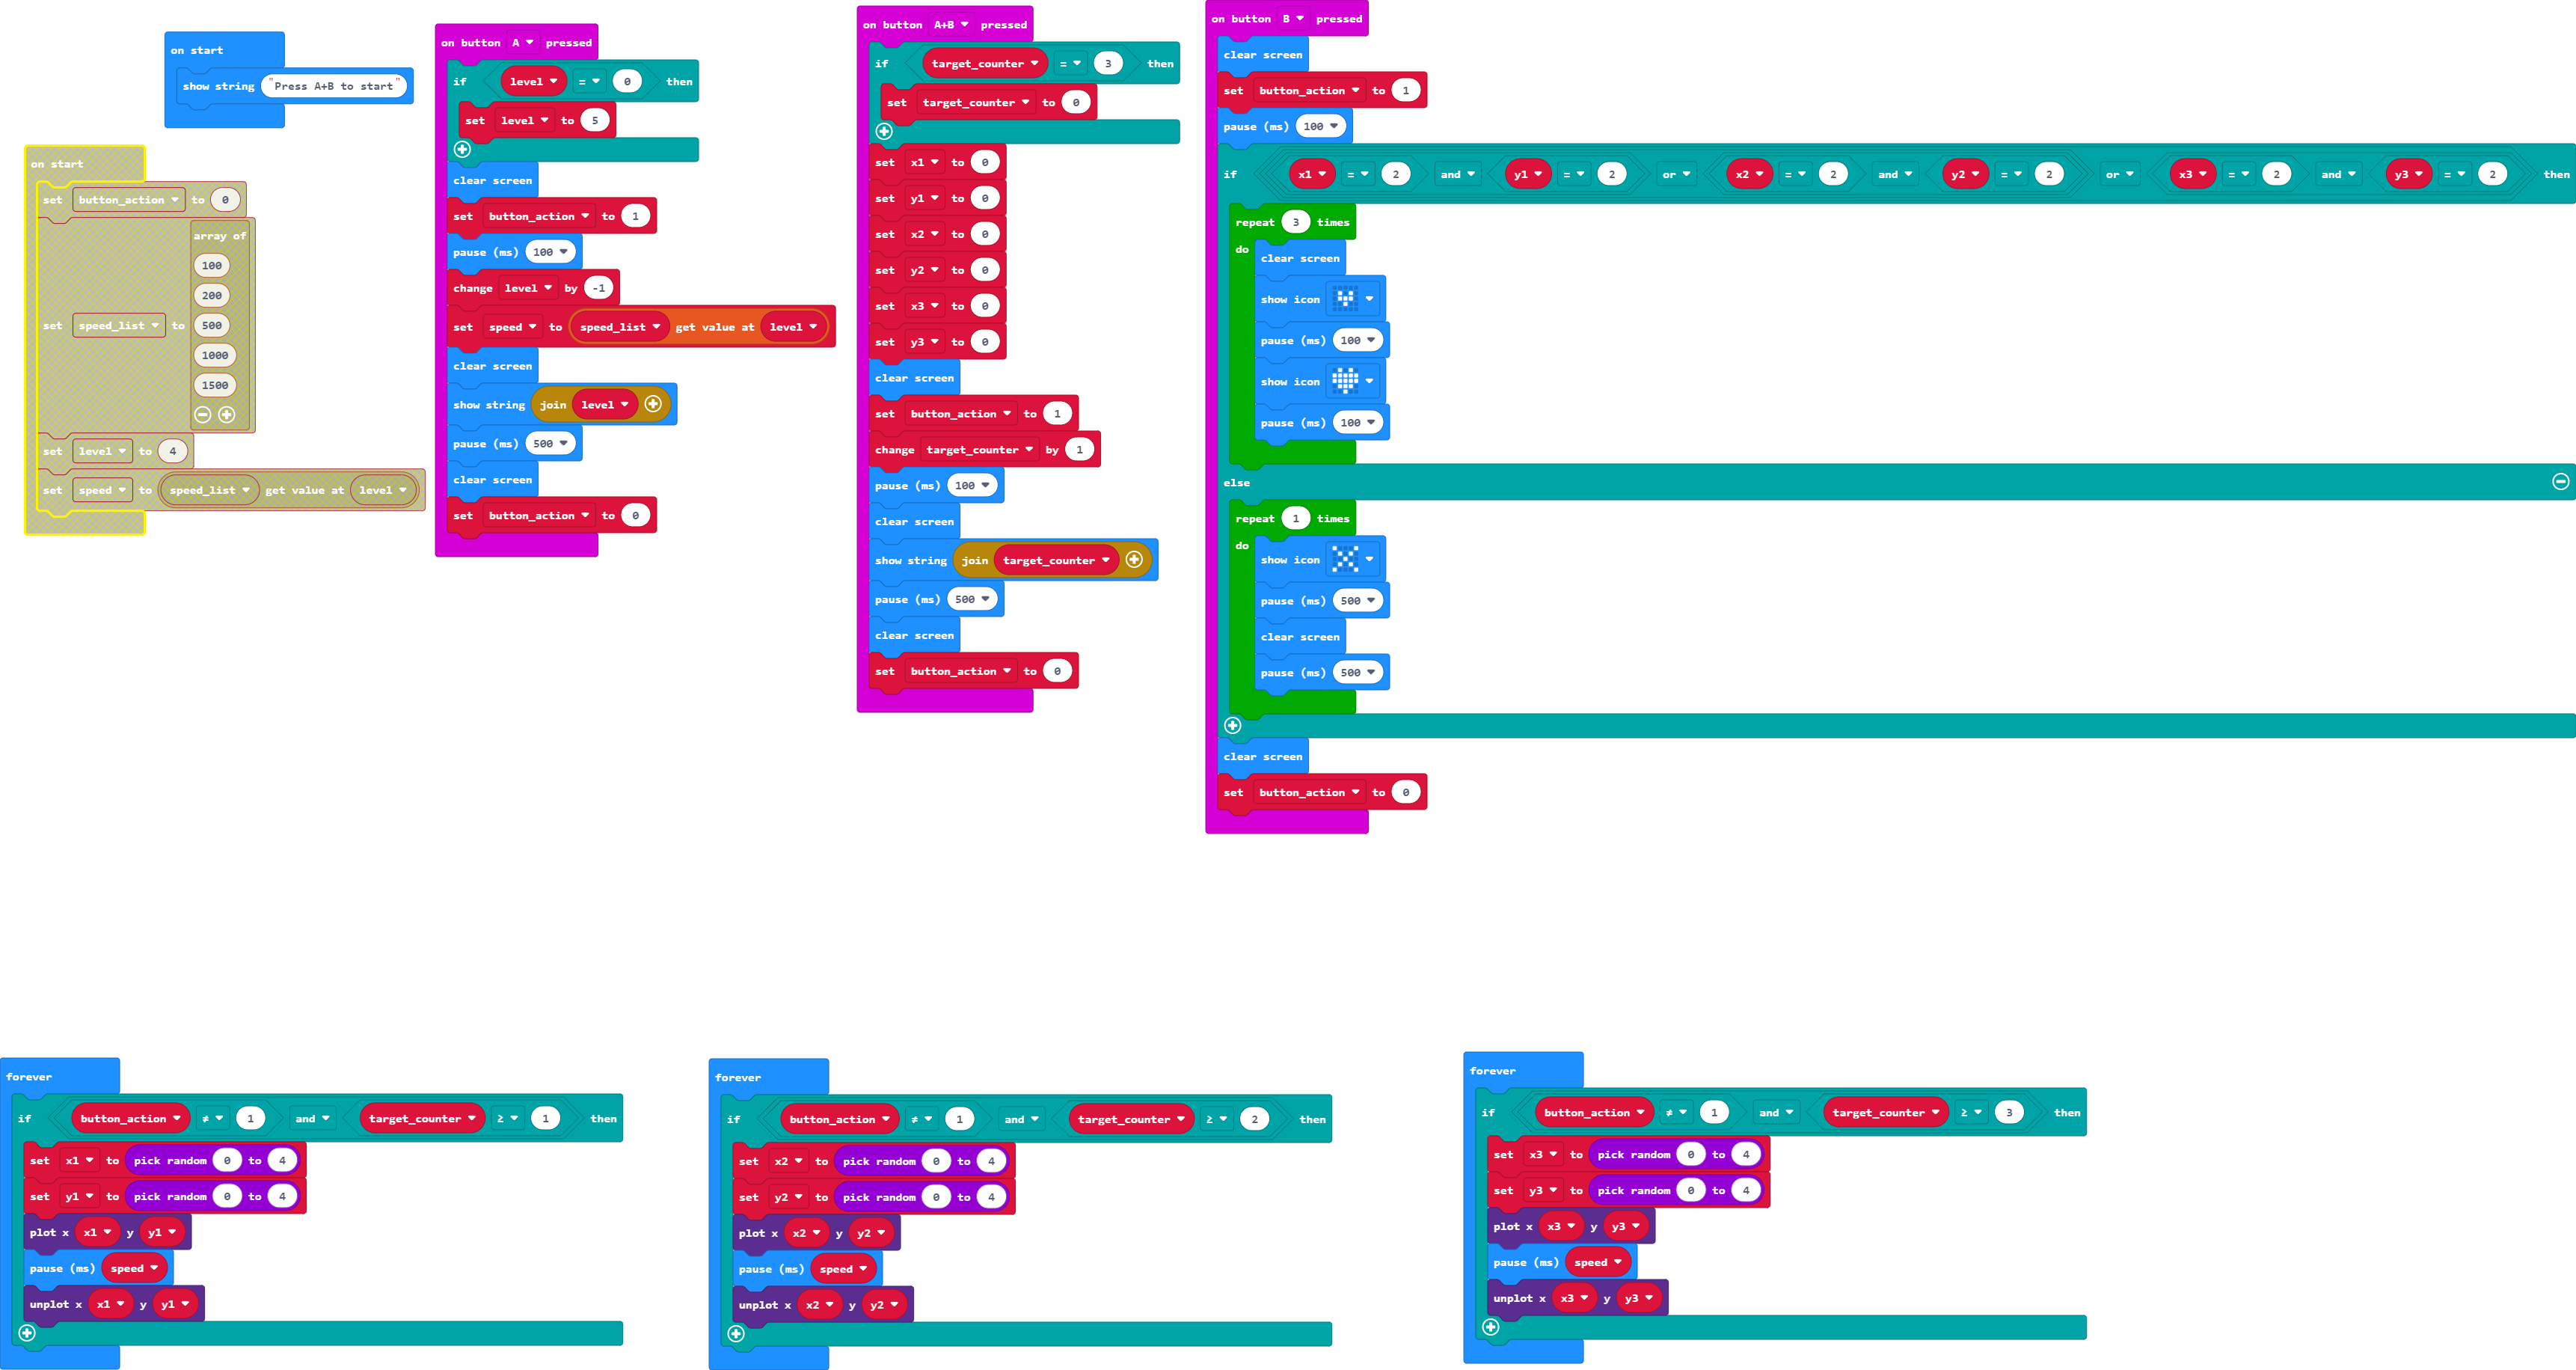 on start
show string "Press A+B to start"
on start
set button_action to 0
set speed_list to array of
100
200
500
1000
1500
set level to 4
set speed to speed_list get value at level
on button A pressed
if level = 0 then
set level to 5
clear screen
set button_action to 1
pause (ms) 100
change level by -1
set speed to speed_list get value at level
clear screen
show string join level
pause (ms) 500
clear screen
set button_action to 0
on button A+B pressed
if target_counter = 3 then
set target_counter to 0
set x1 to 0
set y1 to 0
set x2 to 0
set y2 to 0
set x3 to 0
set y3 to 0
clear screen
set button_action to 1
change target_counter by 1
pause (ms) 100
clear screen
show string join target_counter
pause (ms) 500
clear screen
set button_action to 0
on button B pressed
clear screen
set button_action to 1
pause (ms) 100
if x1 = 2 and y1 = 2 or x2 = 2 and y2 = 2 or x3 = 2 and y3 = 2 then
repeat 3 times
do clear screen
show icon
pause (ms) 100
show icon
pause (ms) 100
else
repeat 1 times
do show icon
pause (ms) 500
clear screen
pause (ms) 500
clear screen
set button_action to 0
forever
if button_action ≠ 1 and target_counter ≥ 1 then
set x1 to pick random 0 to 4
set y1 to pick random 0 to 4
plot x x1 y y1
pause (ms) speed
unplot x x1 y y1
forever
if button_action ≠ 1 and target_counter ≥ 2 then
set x2 to pick random 0 to 4
set y2 to pick random 0 to 4
plot x x2 y y2
pause (ms) speed
unplot x x2 y y2
forever
if button_action ≠ 1 and target_counter ≥ 3 then
set x3 to pick random 0 to 4
set y3 to pick random 0 to 4
plot x x3 y y3
pause (ms) speed
unplot x x3 y y3